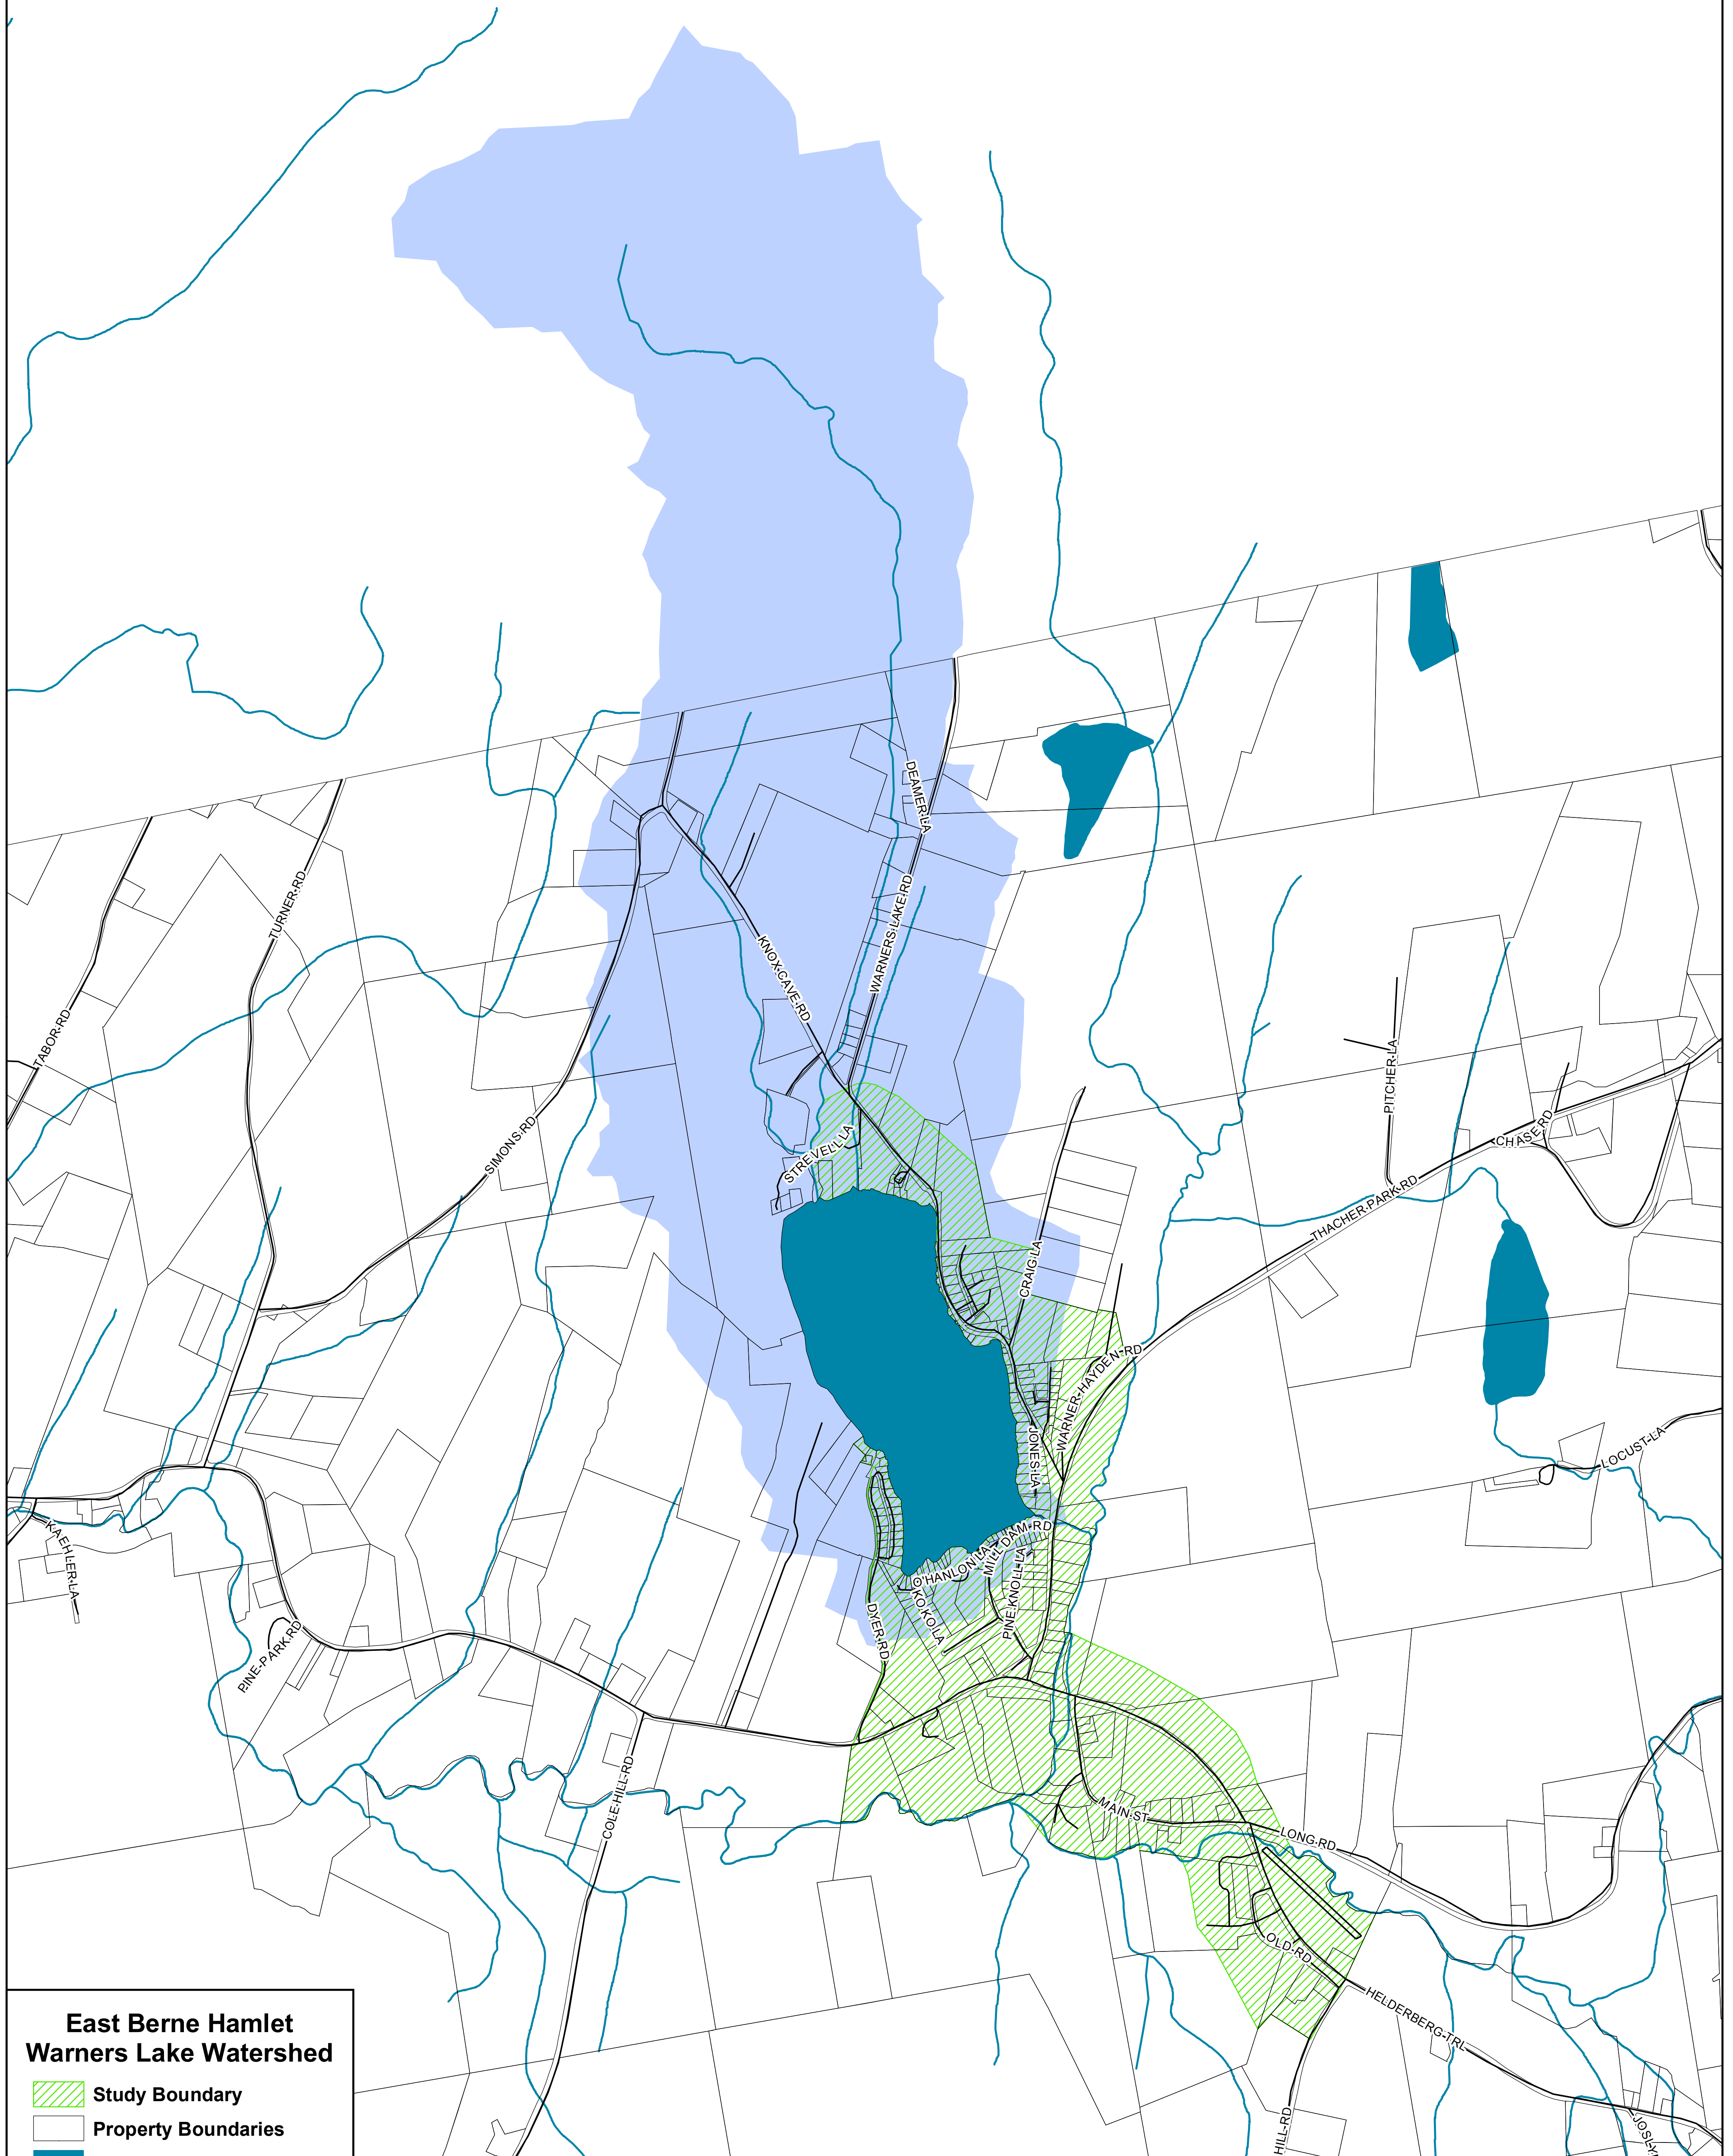 DEAMER LA
WARNERS LAKE RD
KNOX CAVE RD
TURNER RD
TABOR RD
SIMONS RD
STREVELL LA
PITCHER LA
CHASE RD
THACHER PARK RD
CRAIG LA
WARNER-HAYDEN RD
JONES LA
LOCUST LA
KAEHLER LA
MILL DAM RD
O'HANLON LA
PINE KNOLL LA
KO KO LA
DYER RD
PINE PARK RD
COLE HILL RD
MAIN ST
LONG RD
OLD RD
HELDERBERG TRL
HILL RD
East Berne Hamlet
Warners Lake Watershed
Study Boundary
Property Boundaries